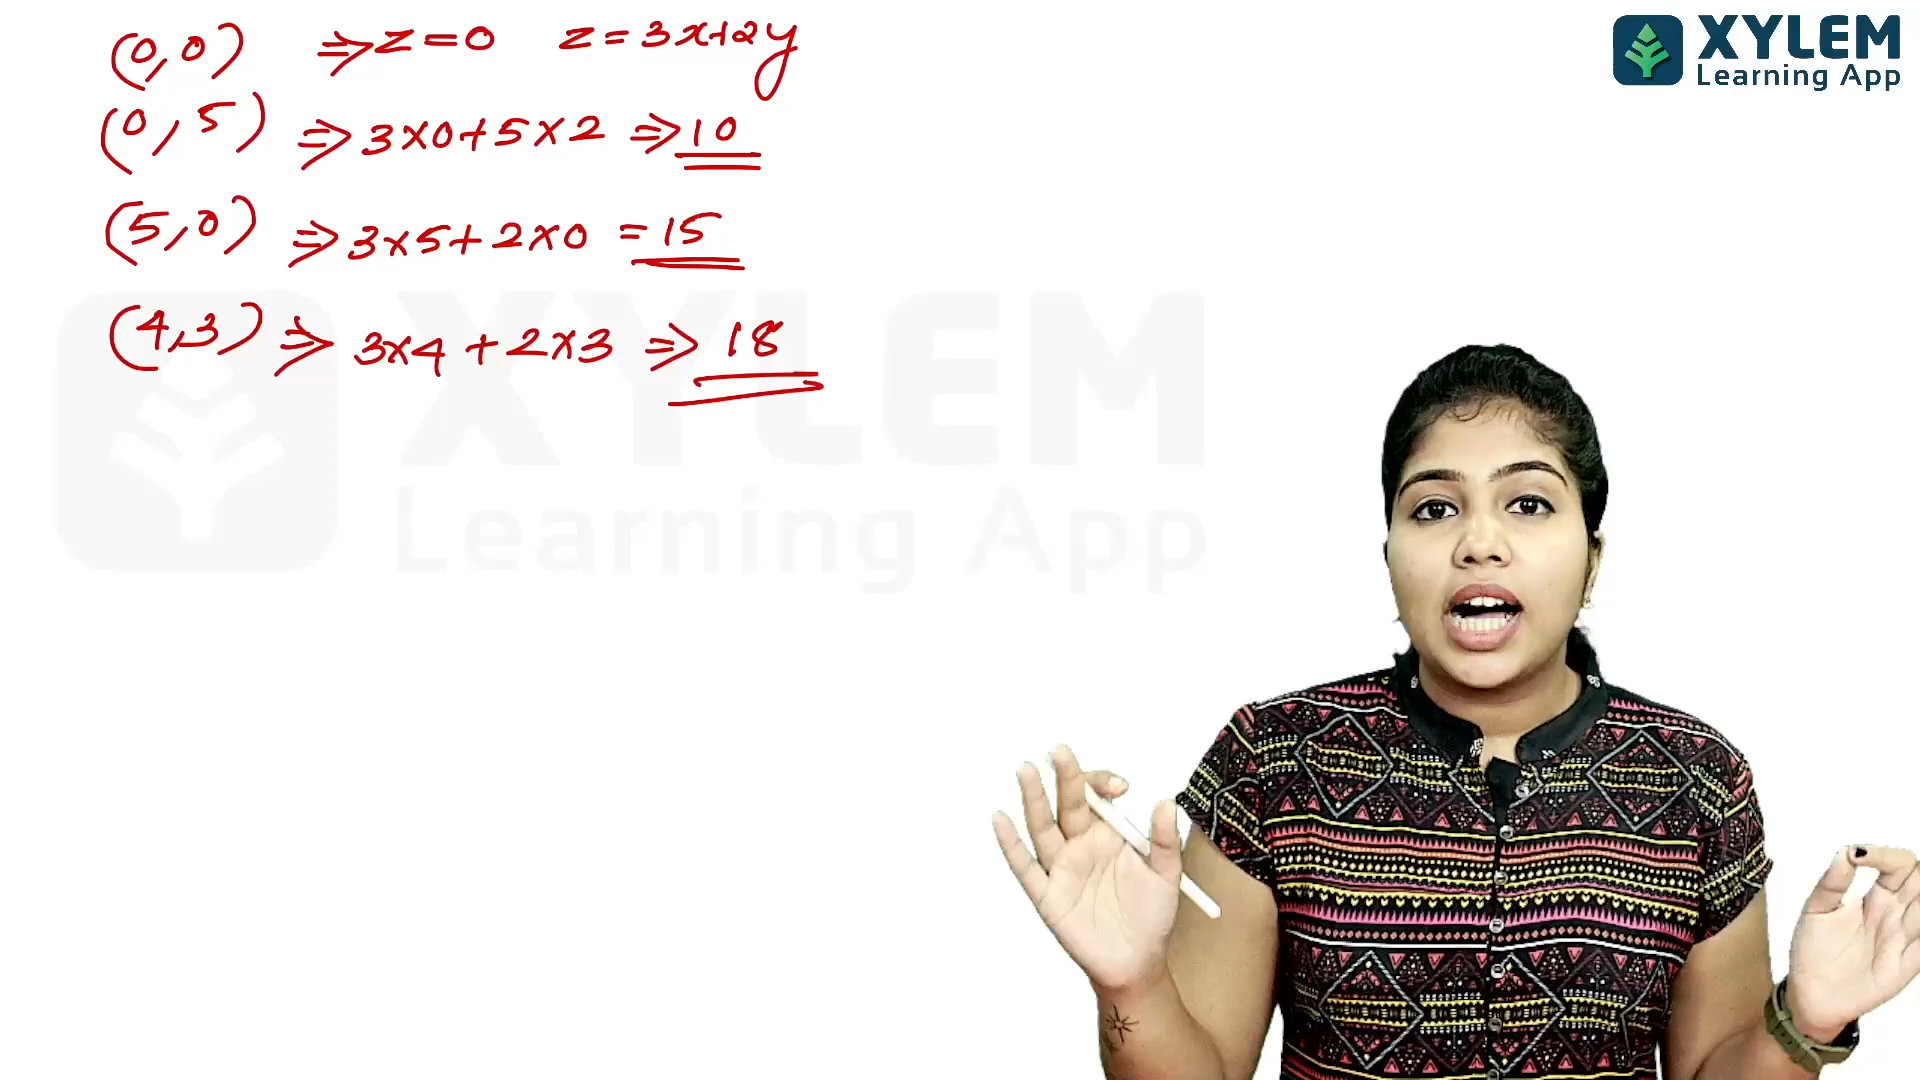 (0,0) ⇒ z = 0 z = 3x+2y
(0,5) ⇒ 3×0+5×2 ⇒ 10
(5,0) ⇒ 3×5+2×0 = 15
(4,3) ⇒ 3×4 + 2×3 ⇒ 18
XYLEM
Learning App
XYLEM
Learning App